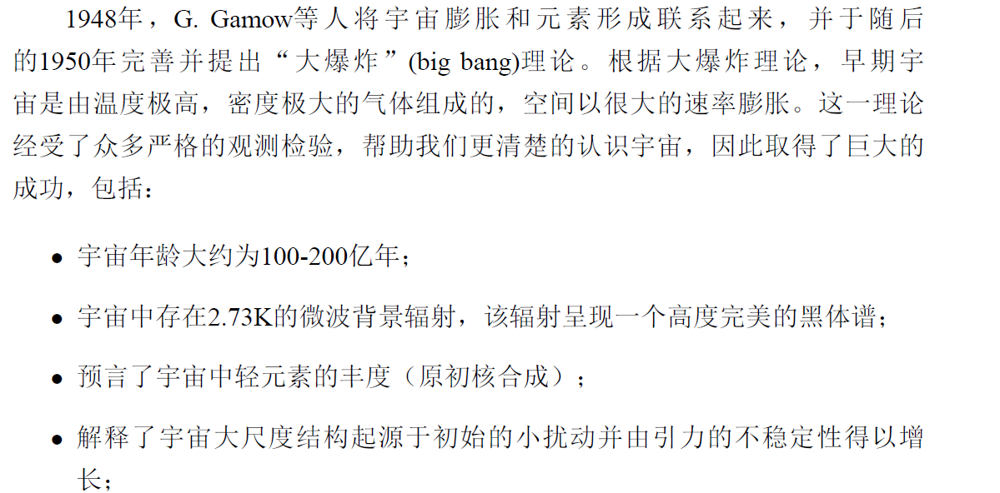 1948年，G. Gamow等人将宇宙膨胀和元素形成联系起来，并于随后
的1950年完善并提出“大爆炸”(big bang)理论。根据大爆炸理论，早期宇
宙是由温度极高，密度极大的气体组成的，空间以很大的速率膨胀。这一理论
经受了众多严格的观测检验，帮助我们更清楚的认识宇宙，因此取得了巨大的
成功，包括：
• 宇宙年龄大约为100-200亿年；
• 宇宙中存在2.73K的微波背景辐射，该辐射呈现一个高度完美的黑体谱；
• 预言了宇宙中轻元素的丰度（原初核合成）；
• 解释了宇宙大尺度结构起源于初始的小扰动并由引力的不稳定性得以增
长；